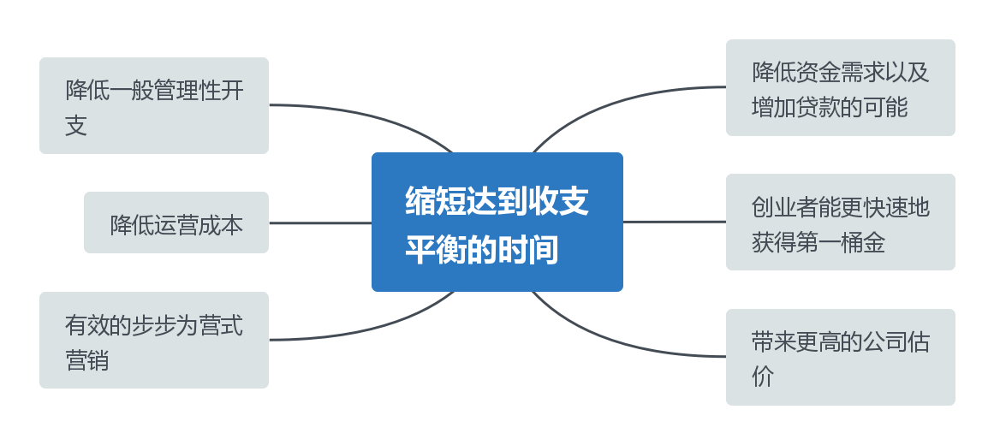 降低一般管理性开
支
降低运营成本
有效的步步为营式
营销
缩短达到收支
平衡的时间
降低资金需求以及
增加贷款的可能
创业者能更快速地
获得第一桶金
带来更高的公司估
价